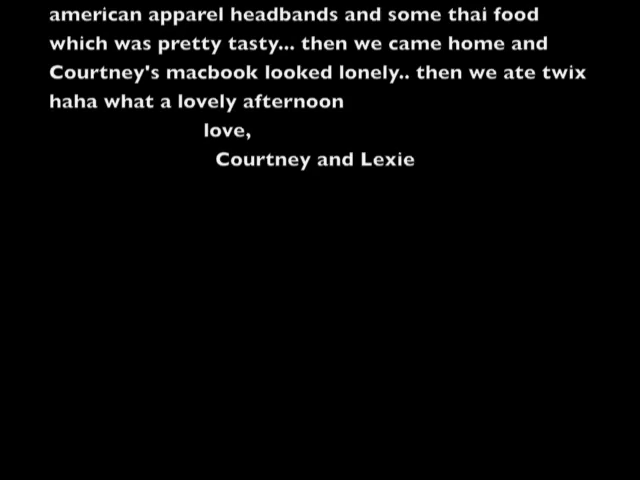 american apparel headbands and some thai food
which was pretty tasty... then we came home and
Courtney's macbook looked lonely.. then we ate twix
haha what a lovely afternoon
love,
Courtney and Lexie